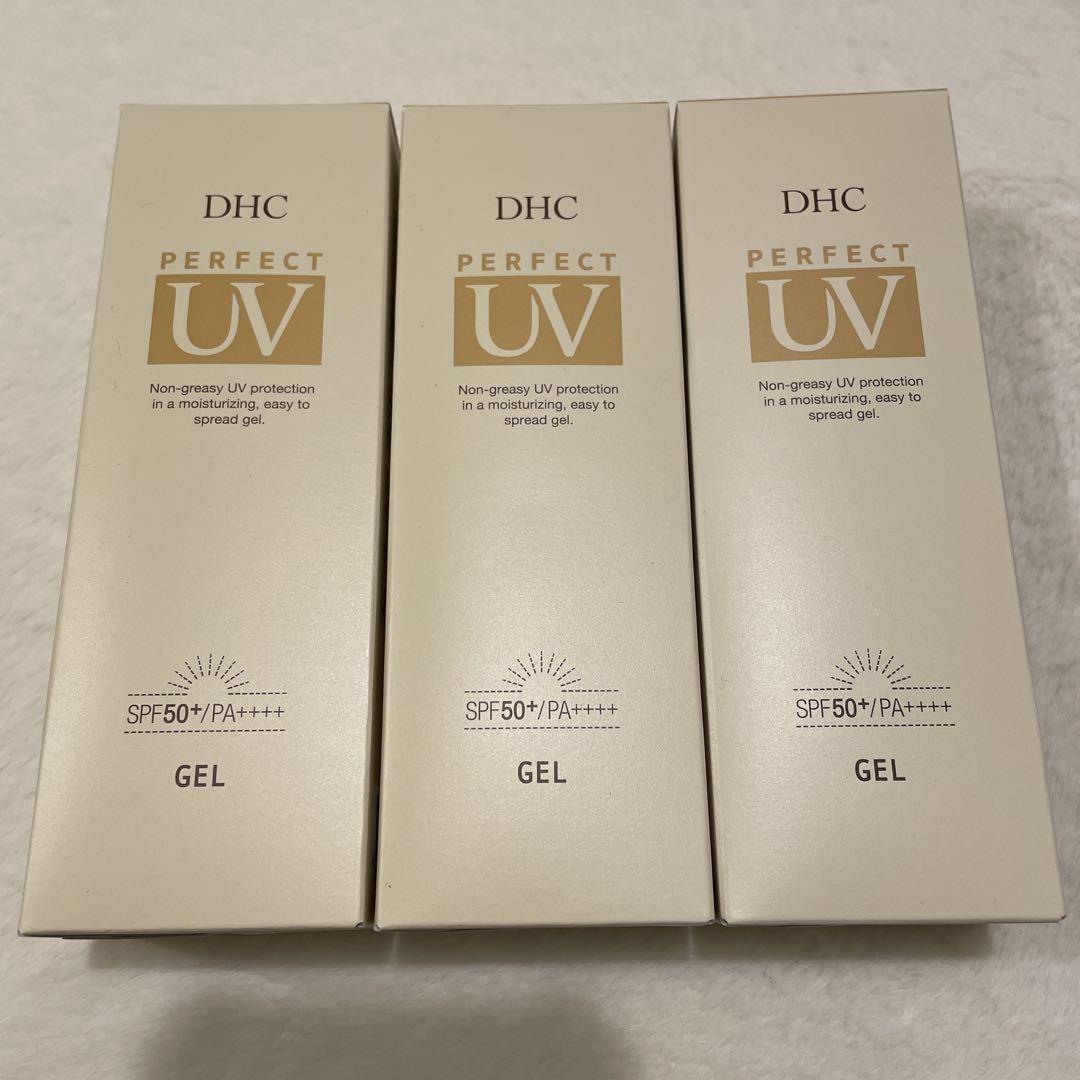 DHC
PERFECT
UV
Non-greasy UV protection
in a moisturizing, easy to
spread gel.
SPF50+/PA++++
GEL
DHC
PERFECT
UV
Non-greasy UV protection
in a moisturizing, easy to
spread gel.
SPF50+/PA++++
GEL
DHC
PERFECT
UV
Non-greasy UV protection
in a moisturizing, easy to
spread gel.
SPF50+/PA++++
GEL